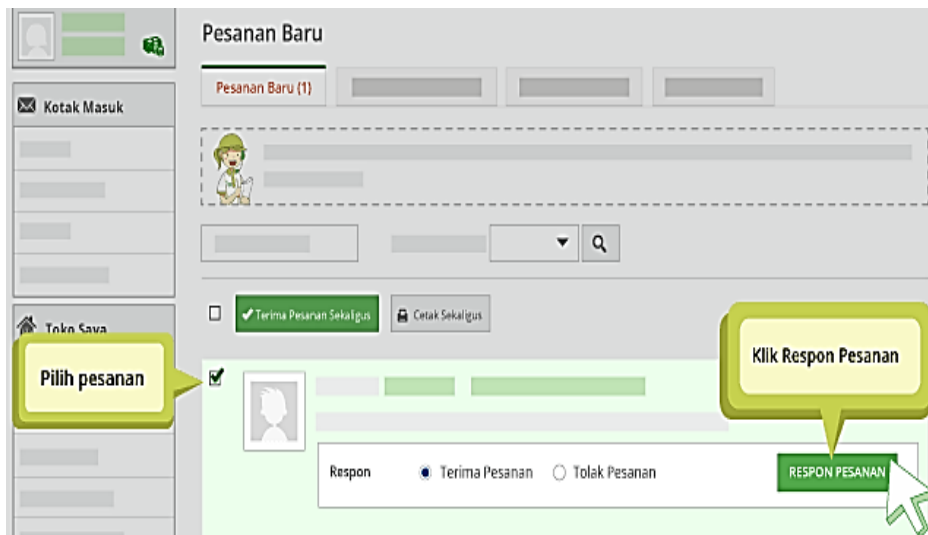 Pesanan Baru
Pesanan Baru (1)
Kotak Masuk
Terima Pesanan Sekaligus
Cetak Sekaligus
Toko Saya
Pilih pesanan
Klik Respon Pesanan
Respon
Terima Pesanan
Tolak Pesanan
RESPON PESANAN